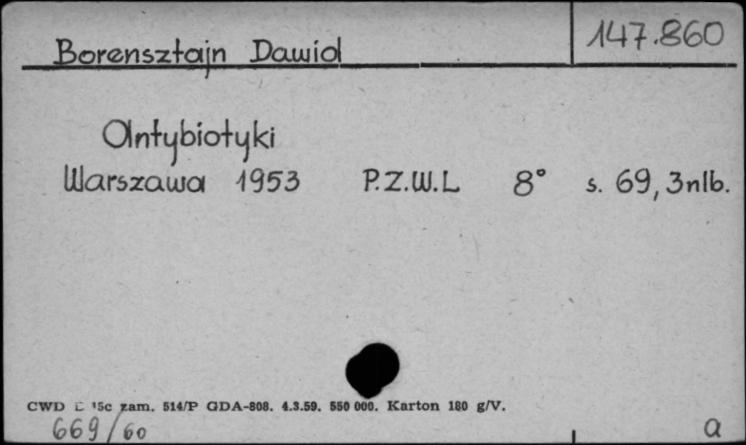 Borensztajn Dawid 147.860
Antybiotyki
Warszawa 1953 P.Z.W.L 8° s. 69, 3nlb.
CWD 15c zam. 514/P GDA-808. 4.3.59. 550 000. Karton 180 g/V.
669/60 a